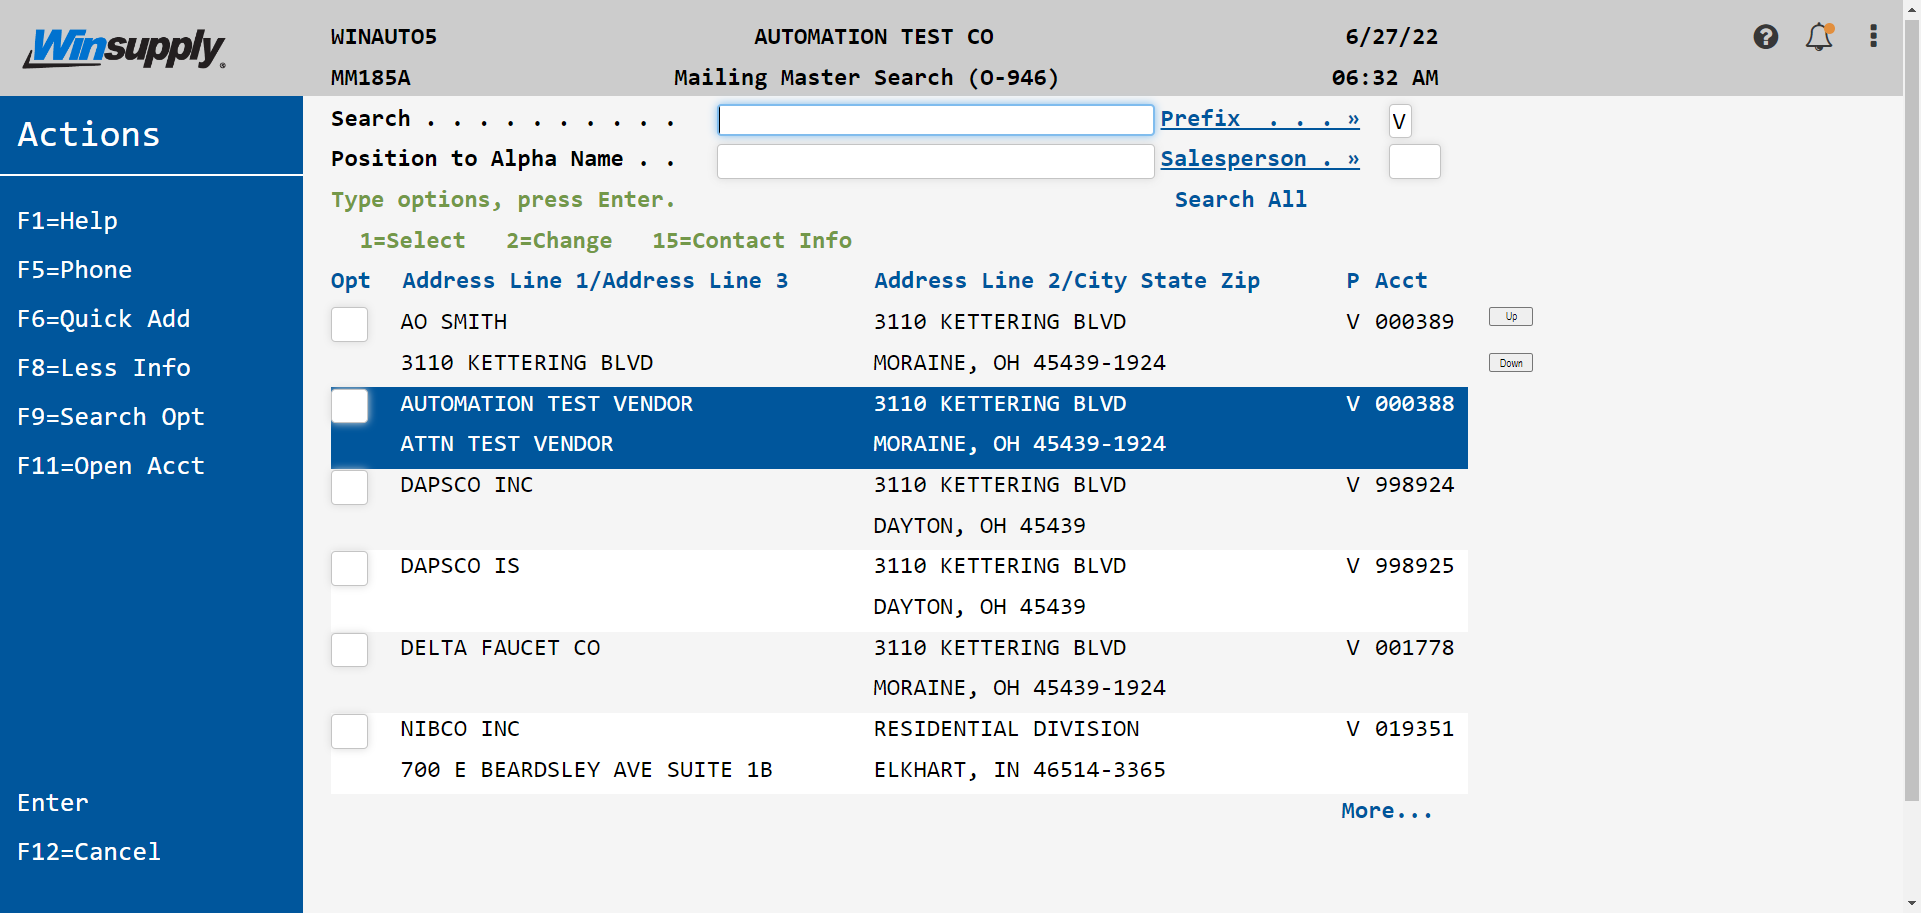 Winsupply®
WINAUTO5 AUTOMATION TEST CO 6/27/22
MM185A Mailing Master Search (O-946) 06:32 AM
Actions
F1=Help
F5=Phone
F6=Quick Add
F8=Less Info
F9=Search Opt
F11=Open Acct
Enter
F12=Cancel
Search . . . . . . . . . . Prefix . . . » V
Position to Alpha Name . . Salesperson . »
Type options, press Enter. Search All
1=Select 2=Change 15=Contact Info
Opt Address Line 1/Address Line 3 Address Line 2/City State Zip P Acct
AO SMITH 3110 KETTERING BLVD V 000389 Up
3110 KETTERING BLVD MORAINE, OH 45439-1924 Down
AUTOMATION TEST VENDOR 3110 KETTERING BLVD V 000388
ATTN TEST VENDOR MORAINE, OH 45439-1924
DAPSCO INC 3110 KETTERING BLVD V 998924
DAYTON, OH 45439
DAPSCO IS 3110 KETTERING BLVD V 998925
DAYTON, OH 45439
DELTA FAUCET CO 3110 KETTERING BLVD V 001778
MORAINE, OH 45439-1924
NIBCO INC RESIDENTIAL DIVISION V 019351
700 E BEARDSLEY AVE SUITE 1B ELKHART, IN 46514-3365
More...